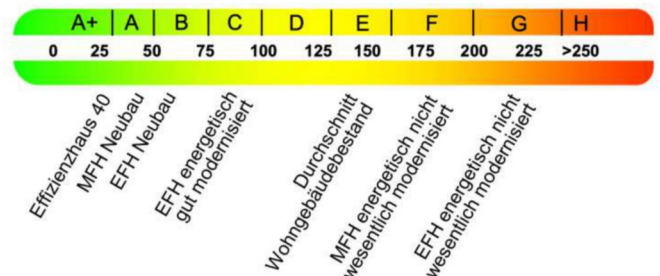 A+ A B C D E F G H
0 25 50 75 100 125 150 175 200 225 >250
Effizienzhaus 40
MFH Neubau
EFH Neubau
EFH energetisch
gut modernisiert
Durchschnitt
Wohngebäudebestand
MFH energetisch nicht
wesentlich modernisiert
EFH energetisch nicht
wesentlich modernisiert